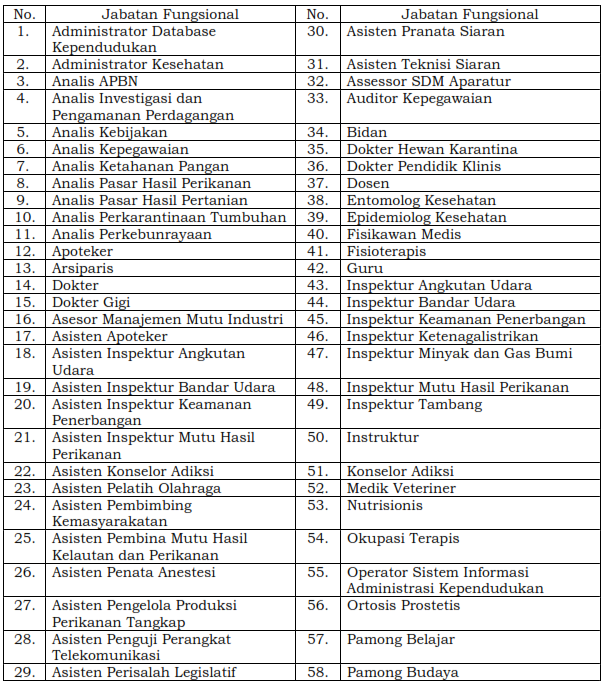 No. Jabatan Fungsional No. Jabatan Fungsional
1. Administrator Database 30. Asisten Pranata Siaran
Kependudukan
2. Administrator Kesehatan 31. Asisten Teknisi Siaran
3. Analis APBN 32. Assessor SDM Aparatur
4. Analis Investigasi dan 33. Auditor Kepegawaian
Pengamanan Perdagangan
5. Analis Kebijakan 34. Bidan
6. Analis Kepegawaian 35. Dokter Hewan Karantina
7. Analis Ketahanan Pangan 36. Dokter Pendidik Klinis
8. Analis Pasar Hasil Perikanan 37. Dosen
9. Analis Pasar Hasil Pertanian 38. Entomolog Kesehatan
10. Analis Perkarantinaan Tumbuhan 39. Epidemiolog Kesehatan
11. Analis Perkebunrayaan 40. Fisikawan Medis
12. Apoteker 41. Fisioterapis
13. Arsiparis 42. Guru
14. Dokter 43. Inspektur Angkutan Udara
15. Dokter Gigi 44. Inspektur Bandar Udara
16. Asesor Manajemen Mutu Industri 45. Inspektur Keamanan Penerbangan
17. Asisten Apoteker 46. Inspektur Ketenagalistrikan
18. Asisten Inspektur Angkutan 47. Inspektur Minyak dan Gas Bumi
Udara
19. Asisten Inspektur Bandar Udara 48. Inspektur Mutu Hasil Perikanan
20. Asisten Inspektur Keamanan 49. Inspektur Tambang
Penerbangan
21. Asisten Inspektur Mutu Hasil 50. Instruktur
Perikanan
22. Asisten Konselor Adiksi 51. Konselor Adiksi
23. Asisten Pelatih Olahraga 52. Medik Veteriner
24. Asisten Pembimbing 53. Nutrisionis
Kemasyarakatan
25. Asisten Pembina Mutu Hasil 54. Okupasi Terapis
Kelautan dan Perikanan
26. Asisten Penata Anestesi 55. Operator Sistem Informasi
Administrasi Kependudukan
27. Asisten Pengelola Produksi 56. Ortosis Prostetis
Perikanan Tangkap
28. Asisten Penguji Perangkat 57. Pamong Belajar
Telekomunikasi
29. Asisten Perisalah Legislatif 58. Pamong Budaya